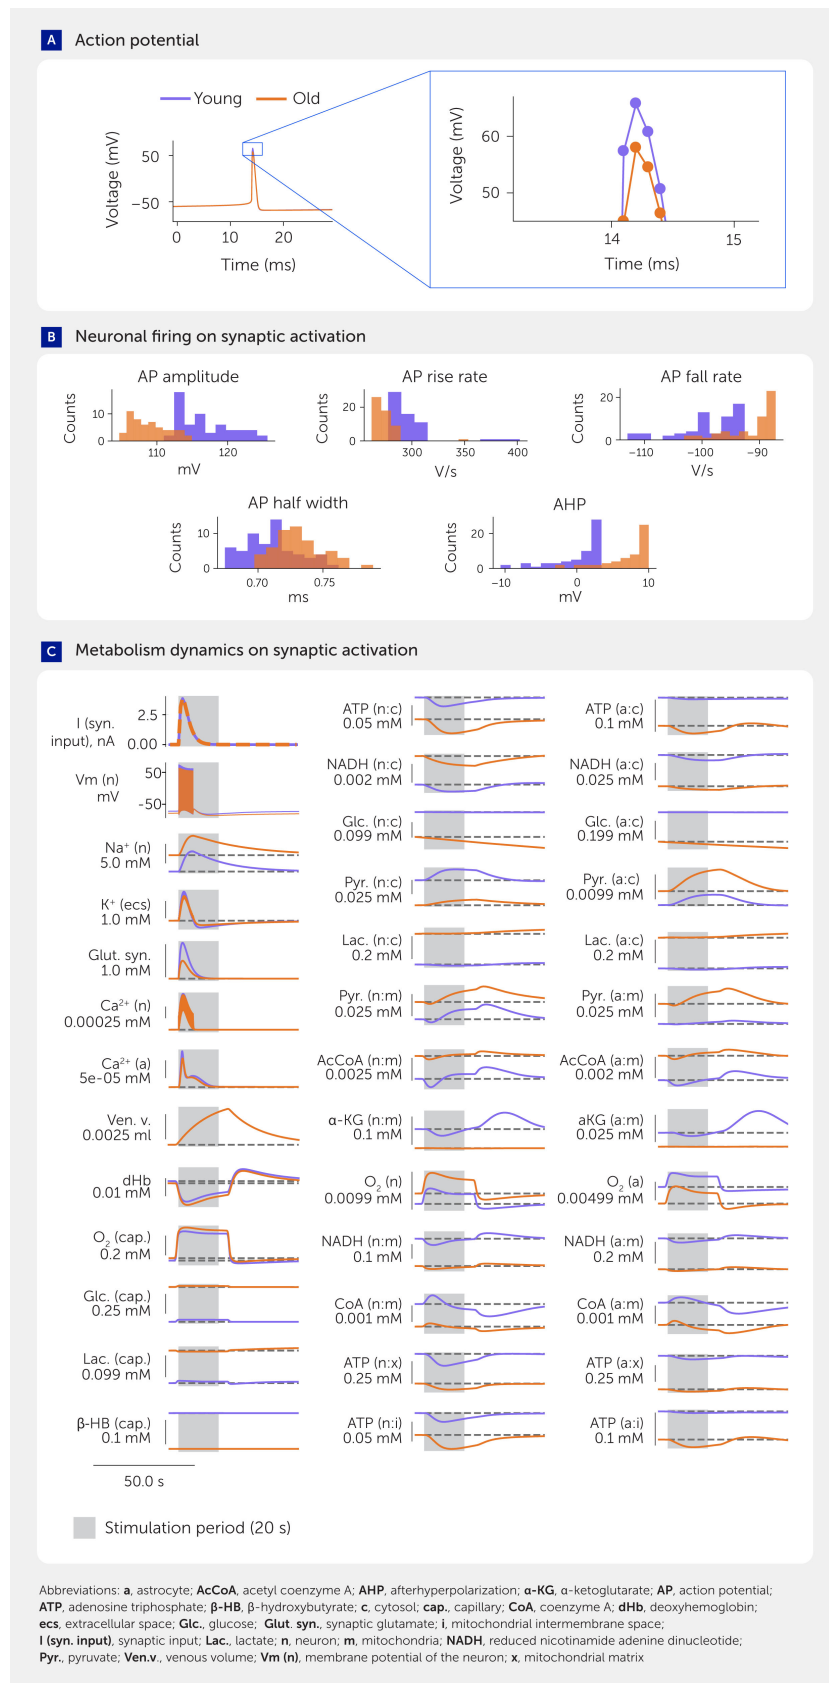 A Action potential
Young Old
Voltage (mV)
50
−50
0 10 20
Time (ms)
Voltage (mV)
60
50
14 15
Time (ms)
B Neuronal firing on synaptic activation
AP amplitude
Counts
10
0
110 120
mV
AP rise rate
Counts
20
0
300 350 400
V/s
AP fall rate
Counts
20
0
−110 −100 −90
V/s
AP half width
Counts
10
0
0.70 0.75
ms
AHP
Counts
20
0
−10 0 10
mV
C Metabolism dynamics on synaptic activation
I (syn.
input), nA
2.5
0.00
Vm (n)
mV
50
-50
Na⁺ (n)
5.0 mM
K⁺ (ecs)
1.0 mM
Glut. syn.
1.0 mM
Ca²⁺ (n)
0.00025 mM
Ca²⁺ (a)
5e-05 mM
Ven. v.
0.0025 ml
dHb
0.01 mM
O₂ (cap.)
0.2 mM
Glc. (cap.)
0.25 mM
Lac. (cap.)
0.099 mM
β-HB (cap.)
0.1 mM
50.0 s
ATP (n:c)
0.05 mM
NADH (n:c)
0.002 mM
Glc. (n:c)
0.099 mM
Pyr. (n:c)
0.025 mM
Lac. (n:c)
0.2 mM
Pyr. (n:m)
0.025 mM
AcCoA (n:m)
0.0025 mM
α-KG (n:m)
0.1 mM
O₂ (n)
0.0099 mM
NADH (n:m)
0.1 mM
CoA (n:m)
0.001 mM
ATP (n:x)
0.25 mM
ATP (n:i)
0.05 mM
ATP (a:c)
0.1 mM
NADH (a:c)
0.025 mM
Glc. (a:c)
0.199 mM
Pyr. (a:c)
0.0099 mM
Lac. (a:c)
0.2 mM
Pyr. (a:m)
0.025 mM
AcCoA (a:m)
0.002 mM
aKG (a:m)
0.025 mM
O₂ (a)
0.00499 mM
NADH (a:m)
0.2 mM
CoA (a:m)
0.001 mM
ATP (a:x)
0.25 mM
ATP (a:i)
0.1 mM
Stimulation period (20 s)
Abbreviations: a, astrocyte; AcCoA, acetyl coenzyme A; AHP, afterhyperpolarization; α-KG, α-ketoglutarate; AP, action potential;
ATP, adenosine triphosphate; β-HB, β-hydroxybutyrate; c, cytosol; cap., capillary; CoA, coenzyme A; dHb, deoxyhemoglobin;
ecs, extracellular space; Glc., glucose; Glut. syn., synaptic glutamate; i, mitochondrial intermembrane space;
I (syn. input), synaptic input; Lac., lactate; n, neuron; m, mitochondria; NADH, reduced nicotinamide adenine dinucleotide;
Pyr., pyruvate; Ven.v., venous volume; Vm (n), membrane potential of the neuron; x, mitochondrial matrix